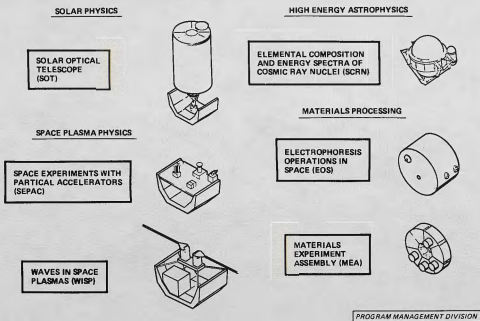 SOLAR PHYSICS
SOLAR OPTICAL
TELESCOPE
(SOT)
SPACE PLASMA PHYSICS
SPACE EXPERIMENTS WITH
PARTICAL ACCELERATORS
(SEPAC)
WAVES IN SPACE
PLASMAS (WISP)
HIGH ENERGY ASTROPHYSICS
ELEMENTAL COMPOSITION
AND ENERGY SPECTRA OF
COSMIC RAY NUCLEI (SCRN)
MATERIALS PROCESSING
ELECTROPHORESIS
OPERATIONS IN
SPACE (EOS)
MATERIALS
EXPERIMENT
ASSEMBLY (MEA)
PROGRAM MANAGEMENT DIVISION